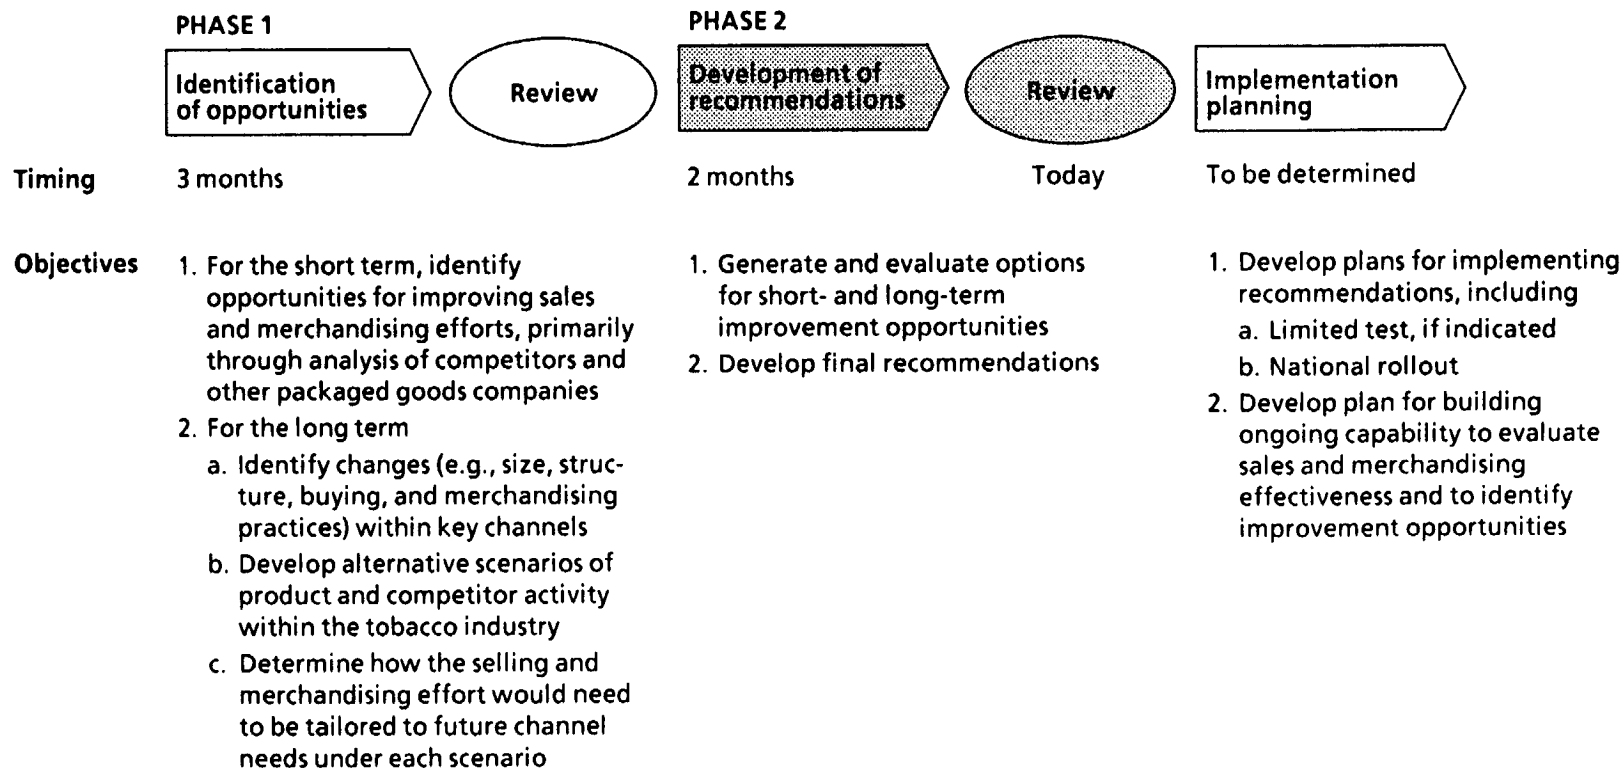 PHASE 1
Identification
of opportunities
Review
PHASE 2
Development of
recommendations
Review
Implementation
planning
Timing
3 months
2 months
Today
To be determined
Objectives
1. For the short term, identify
opportunities for improving sales
and merchandising efforts, primarily
through analysis of competitors and
other packaged goods companies
2. For the long term
a. Identify changes (e.g., size, struc-
ture, buying, and merchandising
practices) within key channels
b. Develop alternative scenarios of
product and competitor activity
within the tobacco industry
c. Determine how the selling and
merchandising effort would need
to be tailored to future channel
needs under each scenario
1. Generate and evaluate options
for short- and long-term
improvement opportunities
2. Develop final recommendations
1. Develop plans for implementing
recommendations, including
a. Limited test, if indicated
b. National rollout
2. Develop plan for building
ongoing capability to evaluate
sales and merchandising
effectiveness and to identify
improvement opportunities